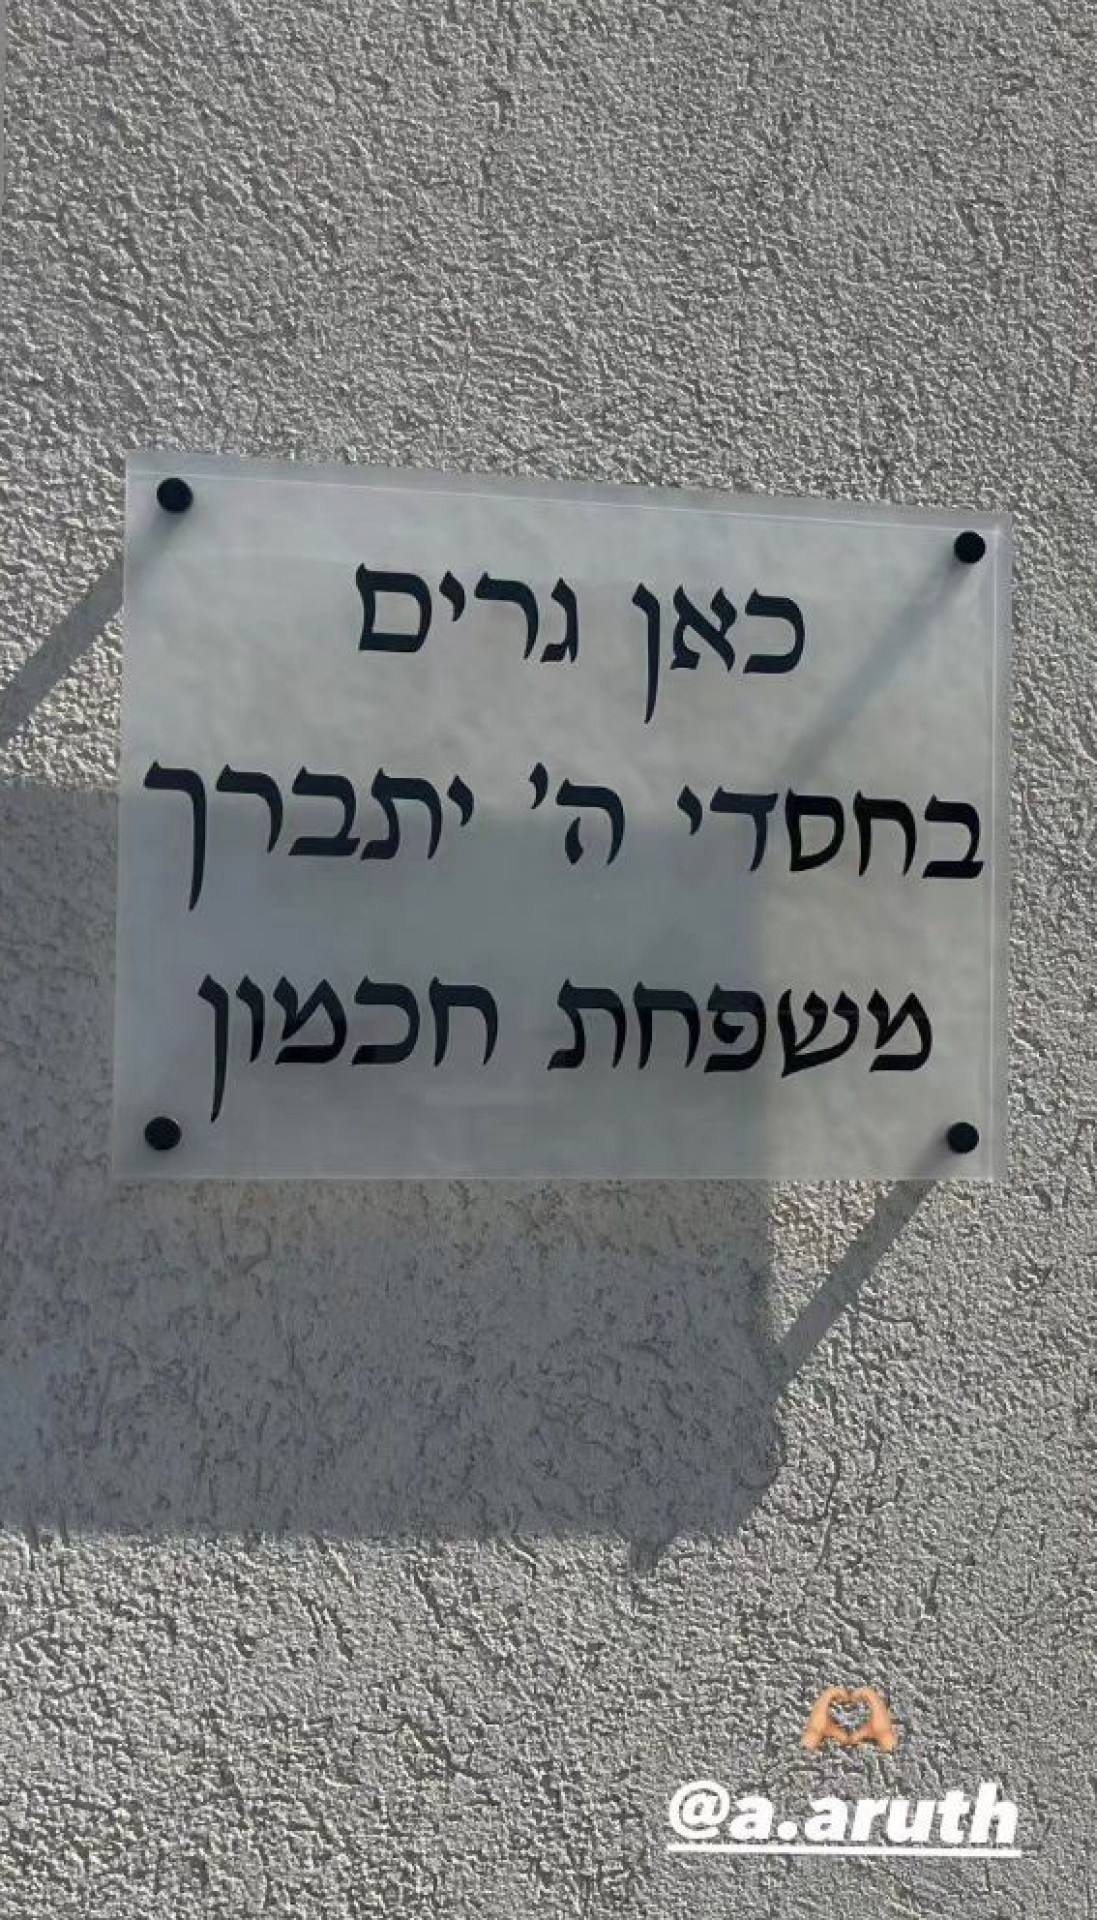 כאן גרים
בחסדי ה' יתברך
משפחת חכמון
🫶🏼
@a.aruth